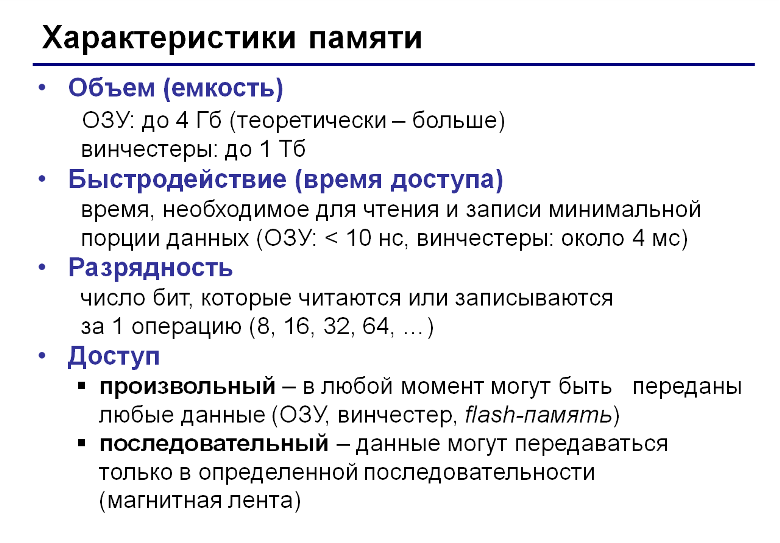 Характеристики памяти
• Объем (емкость)
ОЗУ: до 4 Гб (теоретически – больше)
винчестеры: до 1 Тб
• Быстродействие (время доступа)
время, необходимое для чтения и записи минимальной
порции данных (ОЗУ: < 10 нс, винчестеры: около 4 мс)
• Разрядность
число бит, которые читаются или записываются
за 1 операцию (8, 16, 32, 64, …)
• Доступ
▪ произвольный – в любой момент могут быть переданы
любые данные (ОЗУ, винчестер, flash-память)
▪ последовательный – данные могут передаваться
только в определенной последовательности
(магнитная лента)